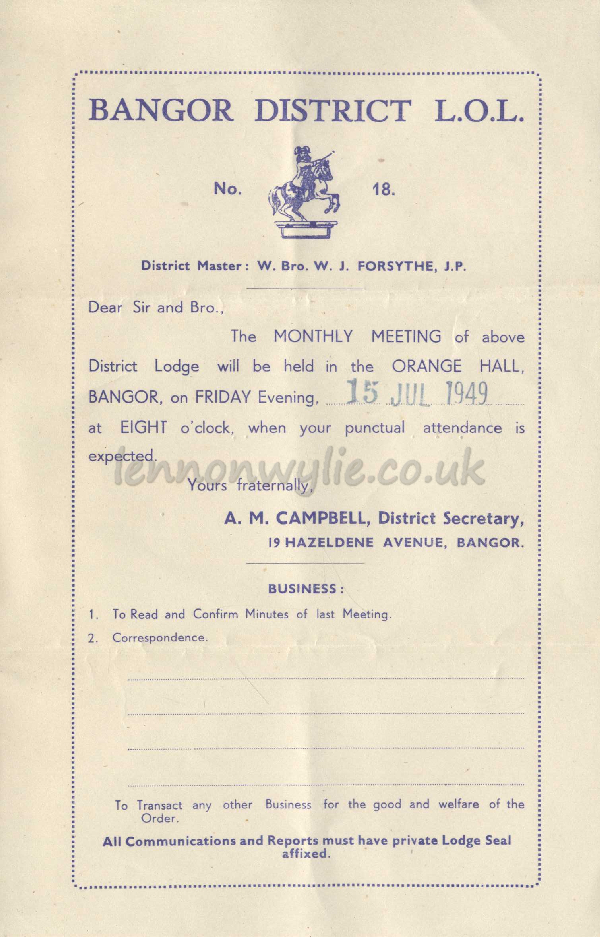 BANGOR DISTRICT L.O.L.
No. 18.
District Master: W. Bro. W. J. FORSYTHE, J.P.
Dear Sir and Bro.,
The MONTHLY MEETING of above
District Lodge will be held in the ORANGE HALL,
BANGOR, on FRIDAY Evening, 15 JUL 1949
at EIGHT o'clock, when your punctual attendance is
expected.
lennonwylie.co.uk
Yours fraternally,
A. M. CAMPBELL, District Secretary,
19 HAZELDENE AVENUE, BANGOR.
BUSINESS:
1. To Read and Confirm Minutes of last Meeting.
2. Correspondence.
To Transact any other Business for the good and welfare of the
Order.
All Communications and Reports must have private Lodge Seal
affixed.